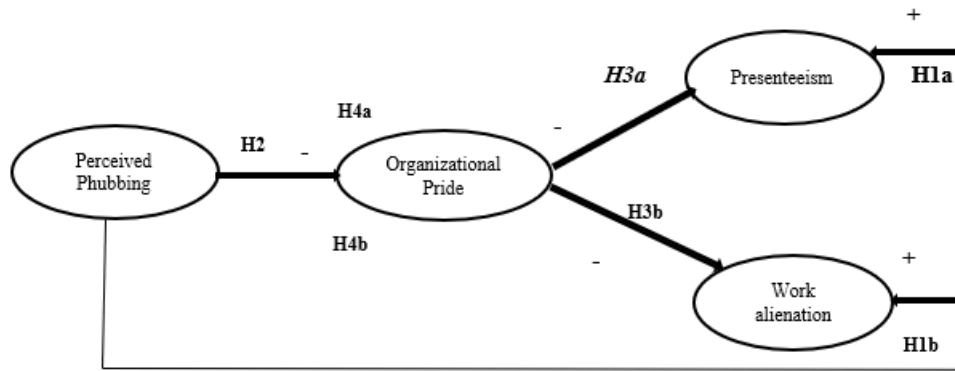 +
H3a
Presenteeism
H1a
H4a
-
H2
-
Perceived
Phubbing
Organizational
Pride
H3b
H4b
-
+
Work
alienation
H1b